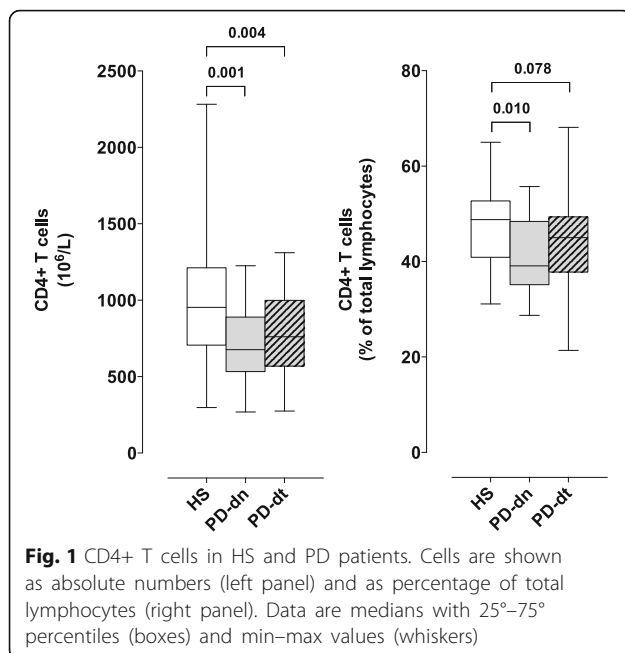 0.004
0.001
2500
2000
1500
1000
500
0
CD4+ T cells
(10⁶/L)
HS
PD-dn
PD-dt
0.078
0.010
80
60
40
20
0
CD4+ T cells
(% of total lymphocytes)
HS
PD-dn
PD-dt
Fig. 1 CD4+ T cells in HS and PD patients. Cells are shown
as absolute numbers (left panel) and as percentage of total
lymphocytes (right panel). Data are medians with 25°–75°
percentiles (boxes) and min–max values (whiskers)